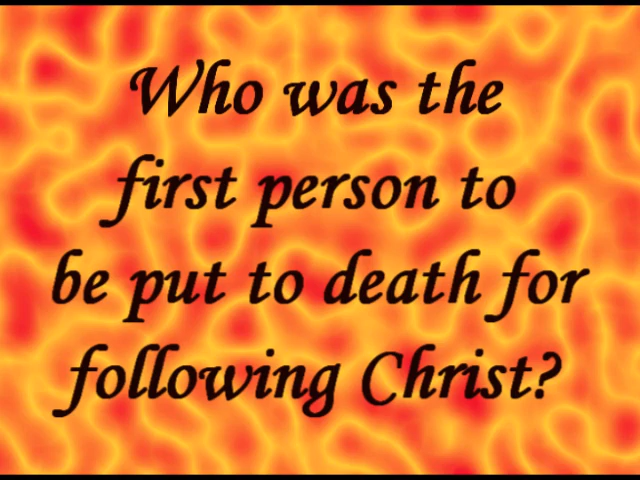 Who was the
first person to
be put to death for
following Christ?